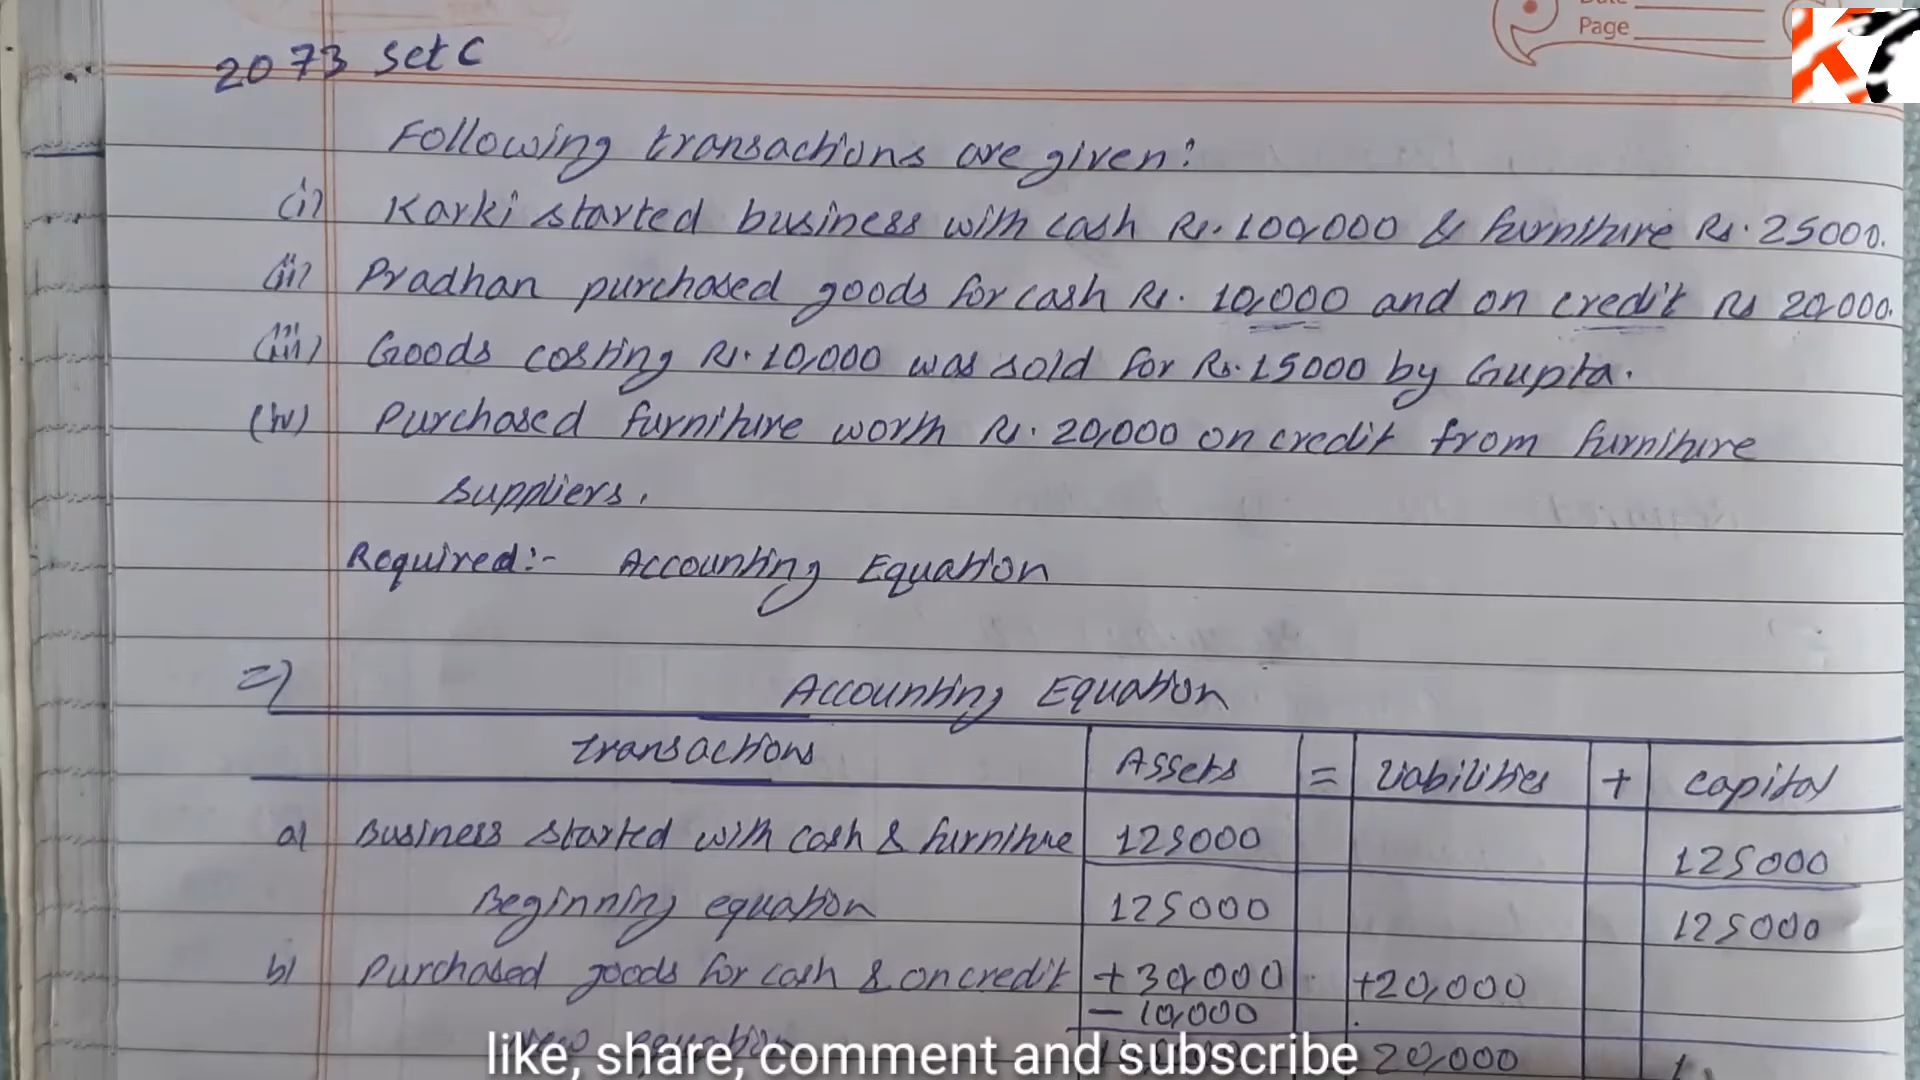 Date
Page
2073 Set C
Following transactions are given:
(i) Karki started business with cash Rs. 100,000 & furniture Rs. 25000.
(ii) Pradhan purchased goods for cash Rs. 10,000 and on credit Rs 20,000.
(iii) Goods costing Rs. 10,000 was sold for Rs. 15000 by Gupta.
(iv) Purchased furniture worth Rs. 20,000 on credit from furniture
suppliers.
Required:- Accounting Equation
=> Accounting Equation
Transactions Assets = Liabilities + Capital
a) Business started with cash & furniture 125000 125000
Beginning equation 125000 125000
b) Purchased goods for cash & on credit +30,000 +20,000
- 10,000
New equation 20,000
like, share, comment and subscribe